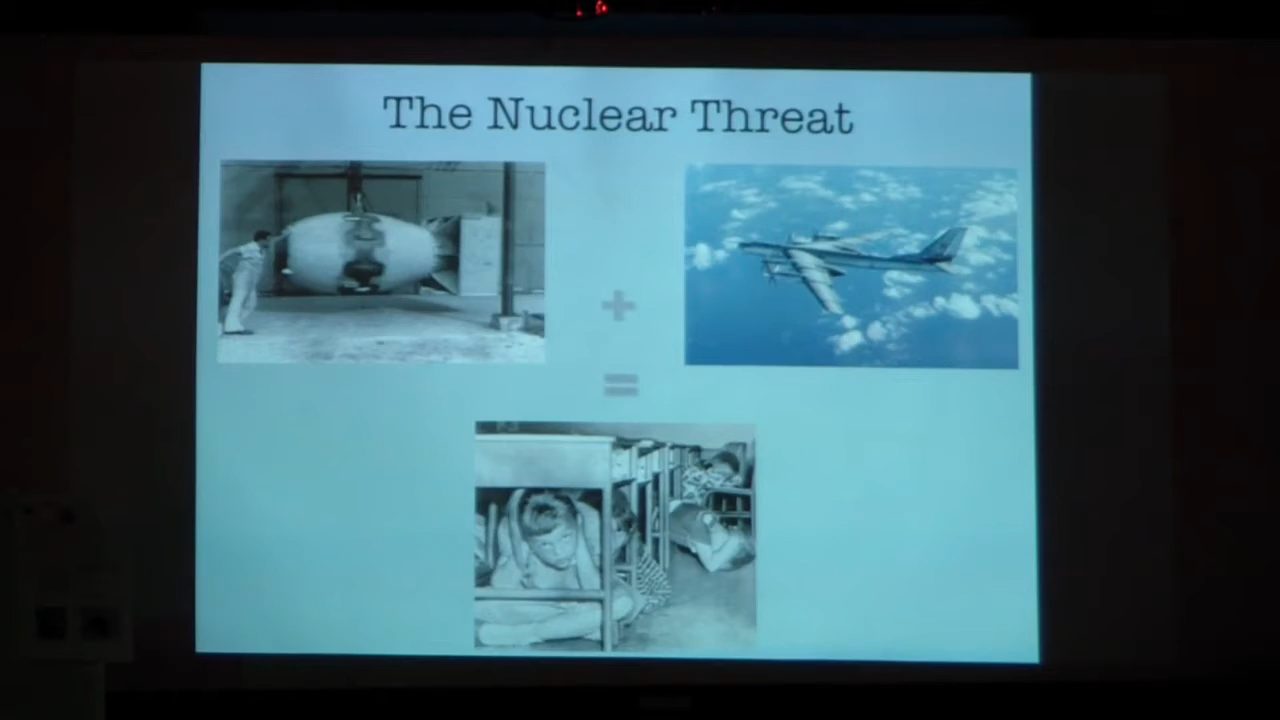 The Nuclear Threat
+
=